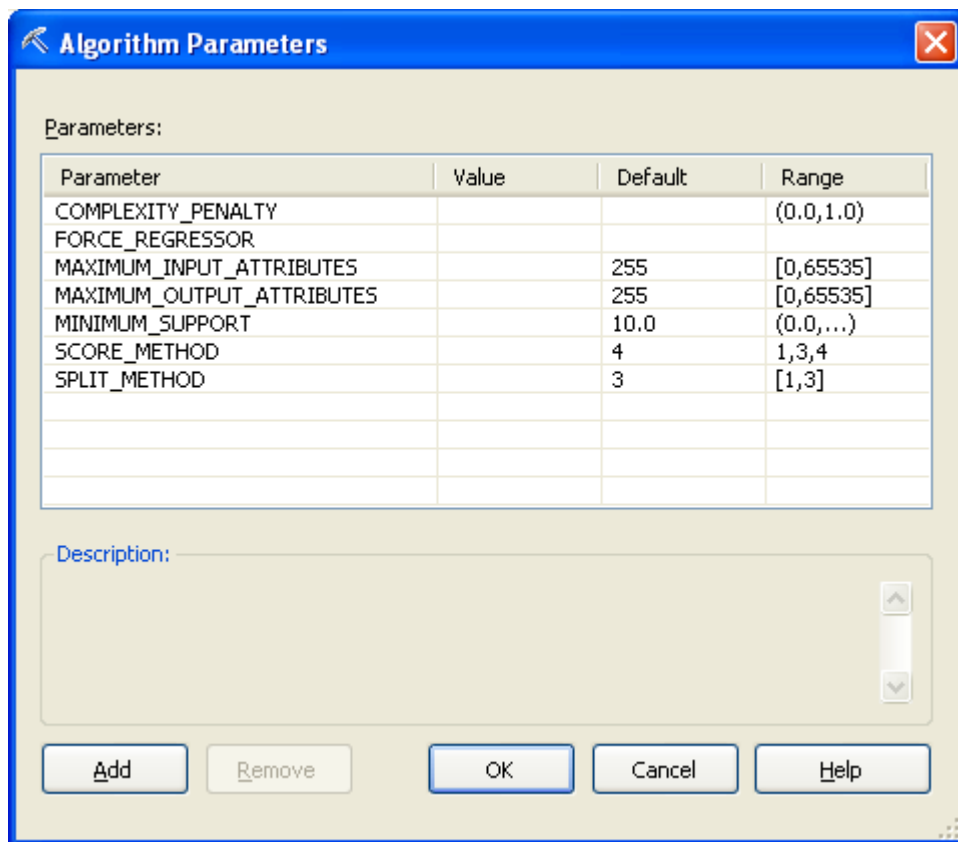 Algorithm Parameters
Parameters:
Parameter Value Default Range
COMPLEXITY_PENALTY (0.0,1.0)
FORCE_REGRESSOR
MAXIMUM_INPUT_ATTRIBUTES 255 [0,65535]
MAXIMUM_OUTPUT_ATTRIBUTES 255 [0,65535]
MINIMUM_SUPPORT 10.0 (0.0,...)
SCORE_METHOD 4 1,3,4
SPLIT_METHOD 3 [1,3]
Description:
Add Remove OK Cancel Help